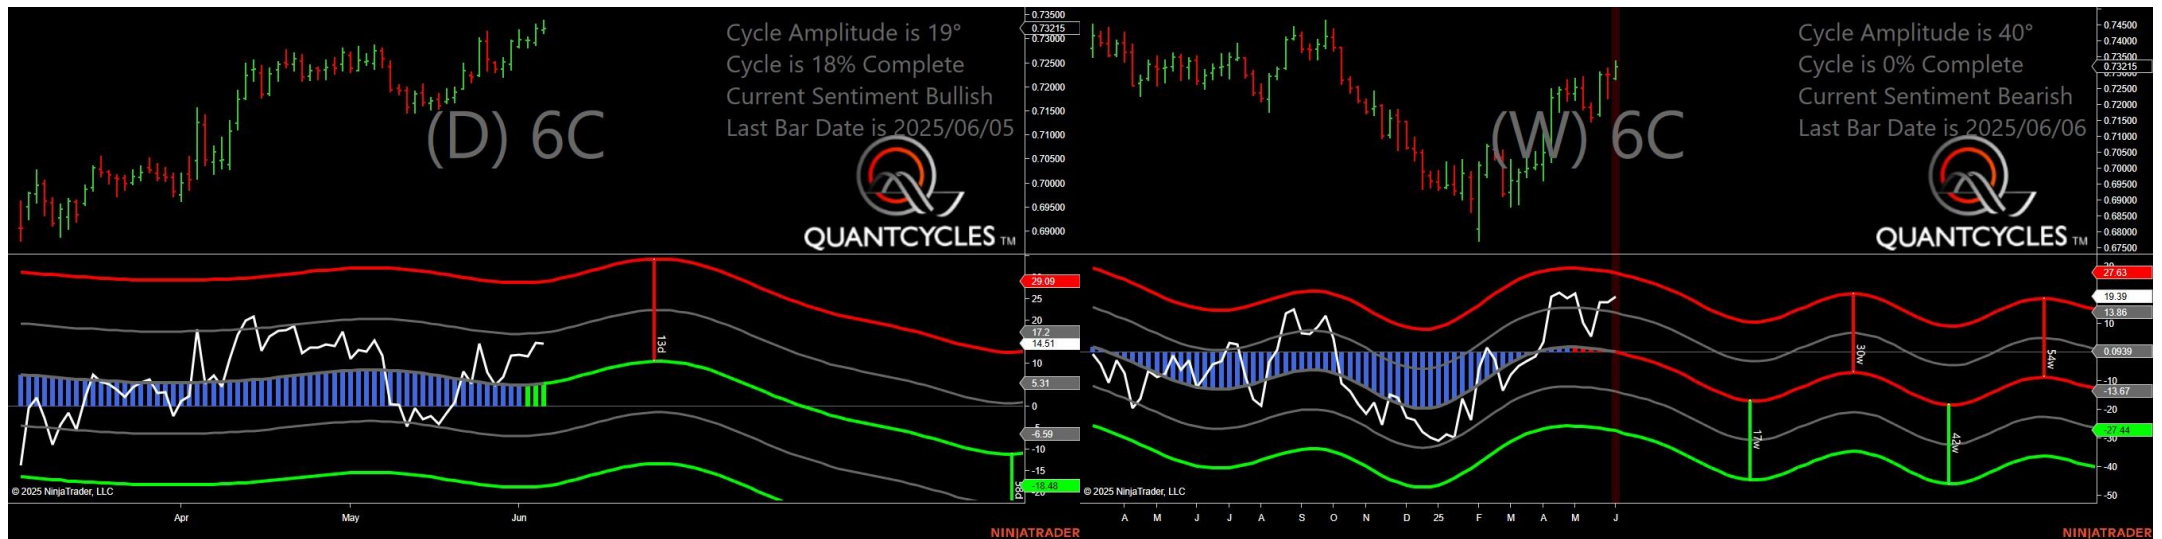 Cycle Amplitude is 19°
Cycle is 18% Complete
Current Sentiment Bullish
Last Bar Date is 2025/06/05
(D) 6C
QUANTCYCLES TM
0.73500
0.73215
0.73000
0.72500
0.72000
0.71500
0.71000
0.70500
0.70000
0.69500
0.69000
29.09
25
20
17.2
14.51
10
5.31
0
-6.59
-10
-15
-18.48
13d
58d
© 2025 NinjaTrader, LLC
Apr May Jun
NINJATRADER
Cycle Amplitude is 40°
Cycle is 0% Complete
Current Sentiment Bearish
Last Bar Date is 2025/06/06
(W) 6C
QUANTCYCLES TM
0.74500
0.74000
0.73500
0.73215
0.72500
0.72000
0.71500
0.71000
0.70500
0.70000
0.69500
0.69000
0.68500
0.68000
0.67500
27.63
19.39
13.86
10
0.0939
-10
-13.67
-20
-27.44
-30
-40
-50
17w
30w
42w
54w
© 2025 NinjaTrader, LLC
A M J J A S O N D 25 F M A M J
NINJATRADER